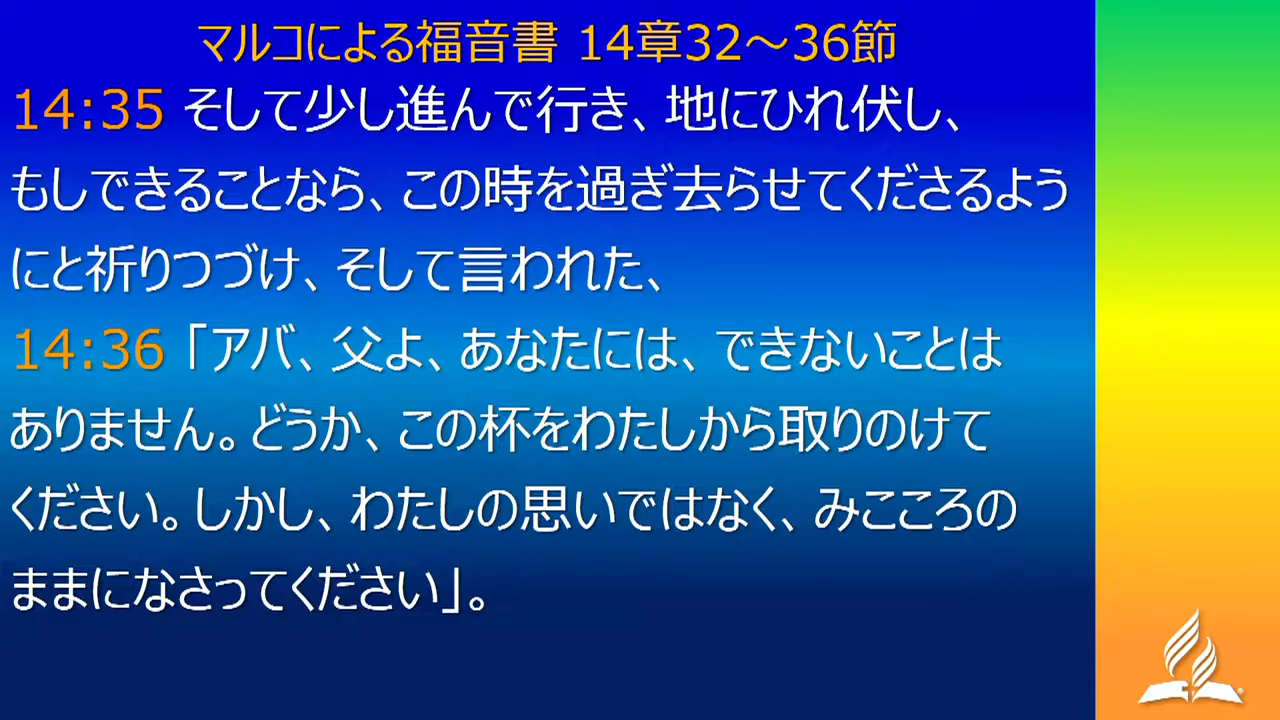 マルコによる福音書 14章32～36節
14:35 そして少し進んで行き、地にひれ伏し、
もしできることなら、この時を過ぎ去らせてくださるよう
にと祈りつづけ、そして言われた、
14:36 「アバ、父よ、あなたには、できないことは
ありません。どうか、この杯をわたしから取りのけて
ください。しかし、わたしの思いではなく、みこころの
ままになさってください」。